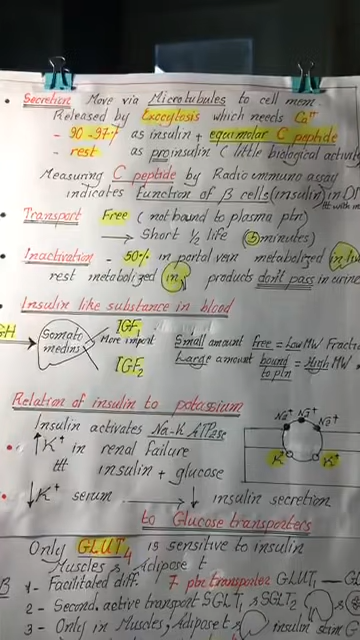 • Secretion Move via Microtubules to cell mem
Released by Exocytosis which needs Ca++
- 90-97% as insulin + equimolar C peptide
- rest as proinsulin (little biological activity
Measuring C peptide by Radioimmuno assay
indicates Function of β cells (insulin) in DM
• Transport Free (not bound to plasma ptn)
→ Short ½ life (5 minutes)
• Inactivation - 50% in portal vein metabolized in
rest metabolized in products don't pass in urine
• Insulin like substance in blood
GH → Somatomedins
IGF1
More import Small amount free = Low MW Fraction
IGF2 Large amount bound to ptn = High MW
Relation of insulin to potassium
Insulin activates Na-K ATPase
Na+ Na+ Na+
K+ K+
• ↑K+ in renal failure
ttt insulin + glucose
• ↓K+ serum → ↓ insulin secretion
to Glucose transporters
Only GLUT4 is sensitive to insulin
Muscles & Adipose t
1- Facilitated diff. 7 ptn transporter GLUT1 —
2- Second. active transport SGLT1 & SGLT2
3- Only in Muscles, Adipose t & insulin